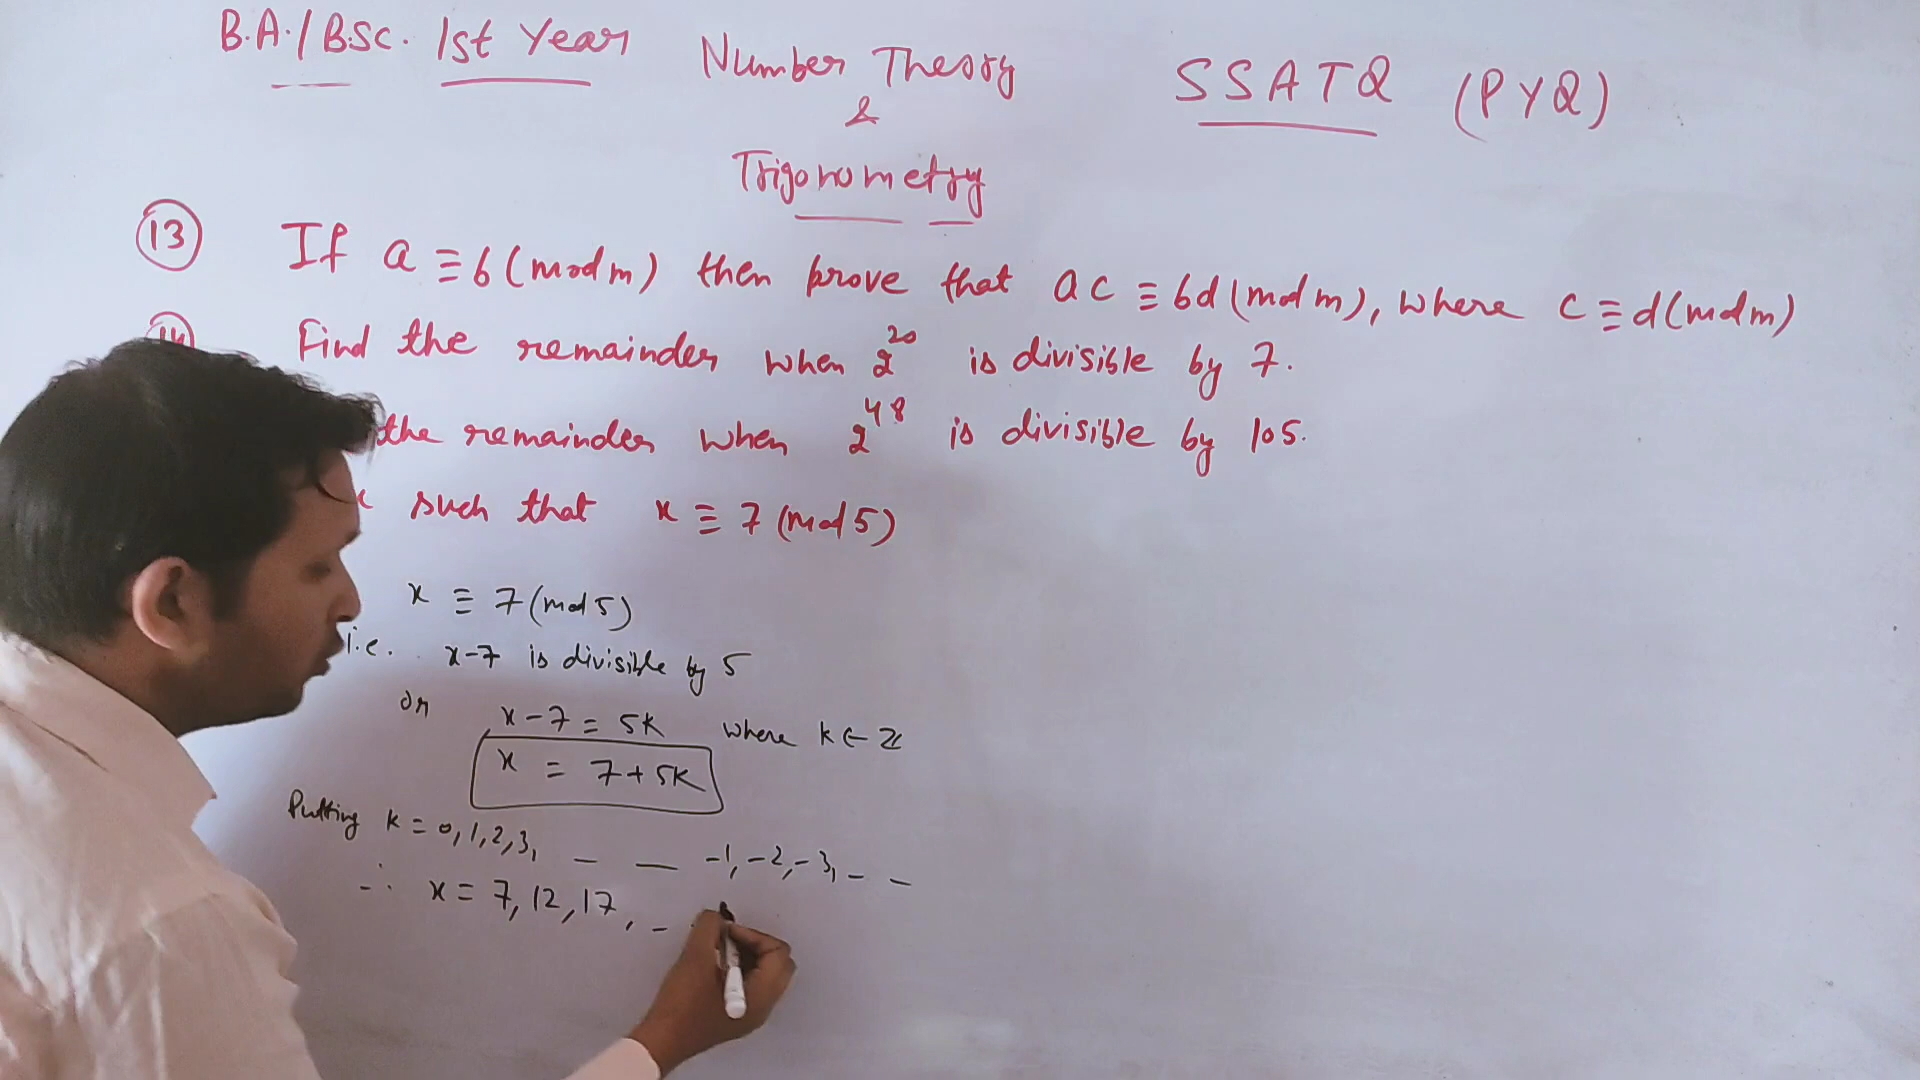 B.A./B.Sc. 1st Year Number Theory & Trigonometry SSATQ (PYQ)
(13) If a ≡ b (mod m) then prove that ac ≡ bd (mod m), where c ≡ d (mod m)
Find the remainder when 2^20 is divisible by 7.
the remainder when 2^48 is divisible by 105.
such that x ≡ 7 (mod 5)
x ≡ 7 (mod 5)
i.e. x-7 is divisible by 5
or x-7 = 5k where k ∈ Z
x = 7+5k
Putting k = 0,1,2,3, _ _ -1,-2,-3, _ _
∴ x = 7, 12, 17, _